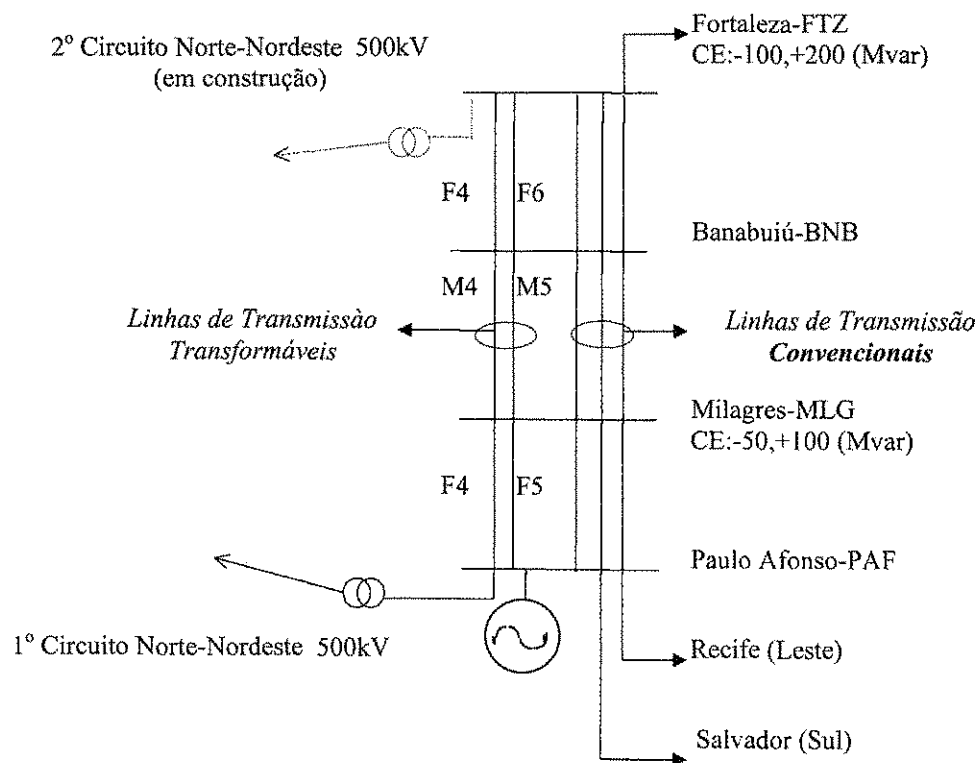 2º Circuito Norte-Nordeste 500kV
(em construção)
Fortaleza-FTZ
CE:-100,+200 (Mvar)
F4
F6
Banabuiú-BNB
M4
M5
Linhas de Transmissào
Transformáveis
Linhas de Transmissão
Convencionais
Milagres-MLG
CE:-50,+100 (Mvar)
F4
F5
Paulo Afonso-PAF
1º Circuito Norte-Nordeste 500kV
Recife (Leste)
Salvador (Sul)